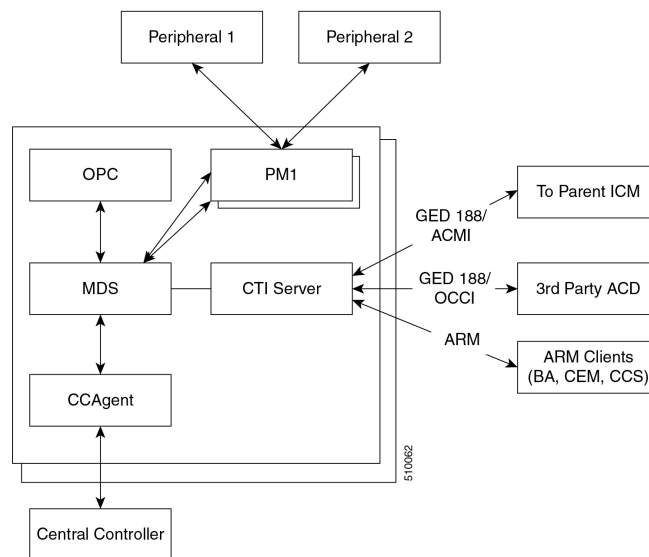 Peripheral 1
Peripheral 2
OPC
PM1
To Parent ICM
GED 188/
ACMI
MDS
CTI Server
GED 188/
OCCI
3rd Party ACD
ARM
ARM Clients
(BA, CEM, CCS)
CCAgent
510062
Central Controller